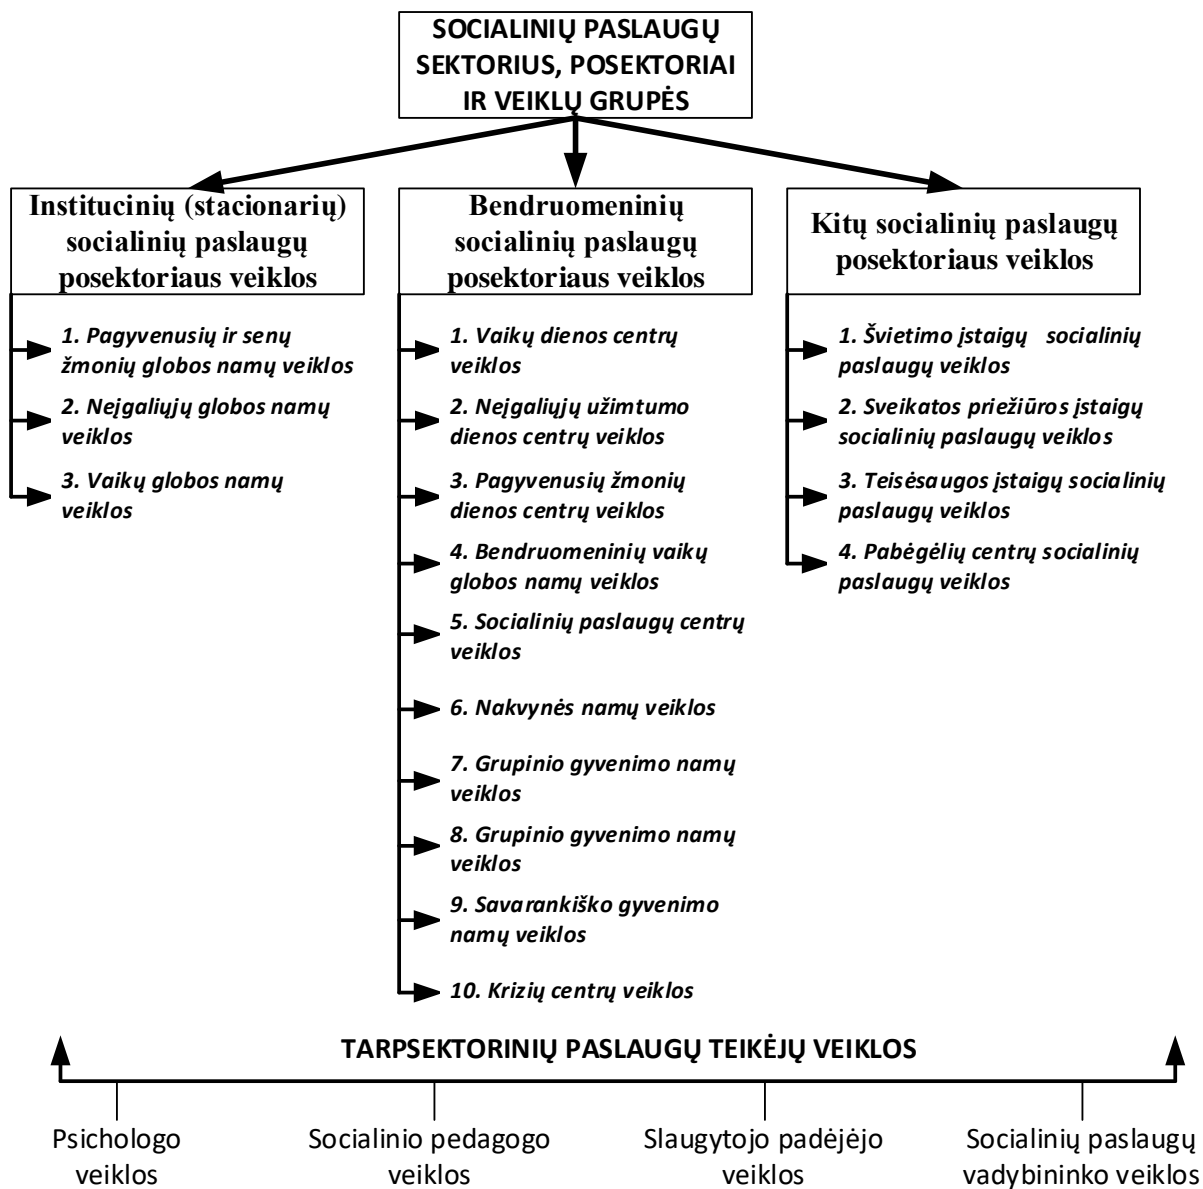 SOCIALINIŲ PASLAUGŲ
SEKTORIUS, POSEKTORIAI
IR VEIKLŲ GRUPĖS
Institucinių (stacionarių)
socialinių paslaugų
posektoriaus veiklos
1. Pagyvenusių ir senų
žmonių globos namų veiklos
2. Neįgaliųjų globos namų
veiklos
3. Vaikų globos namų
veiklos
Bendruomeninių
socialinių paslaugų
posektoriaus veiklos
1. Vaikų dienos centrų
veiklos
2. Neįgaliųjų užimtumo
dienos centrų veiklos
3. Pagyvenusių žmonių
dienos centrų veiklos
4. Bendruomeninių vaikų
globos namų veiklos
5. Socialinių paslaugų centrų
veiklos
6. Nakvynės namų veiklos
7. Grupinio gyvenimo namų
veiklos
8. Grupinio gyvenimo namų
veiklos
9. Savarankiško gyvenimo
namų veiklos
10. Krizių centrų veiklos
Kitų socialinių paslaugų
posektoriaus veiklos
1. Švietimo įstaigų socialinių
paslaugų veiklos
2. Sveikatos priežiūros įstaigų
socialinių paslaugų veiklos
3. Teisėsaugos įstaigų socialinių
paslaugų veiklos
4. Pabėgėlių centrų socialinių
paslaugų veiklos
TARPSEKTORINIŲ PASLAUGŲ TEIKĖJŲ VEIKLOS
Psichologo
veiklos
Socialinio pedagogo
veiklos
Slaugytojo padėjėjo
veiklos
Socialinių paslaugų
vadybininko veiklos